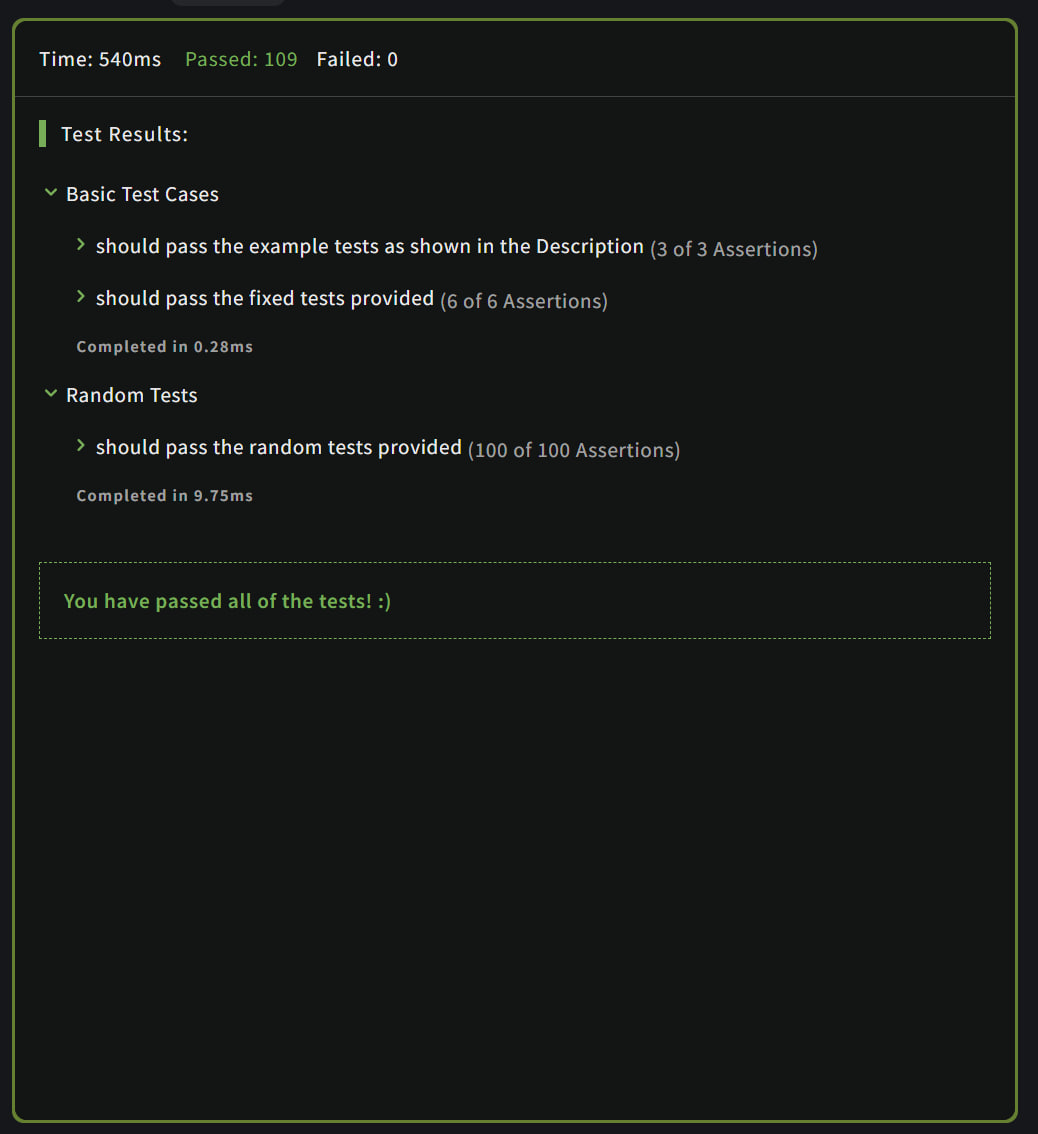 Time: 540ms Passed: 109 Failed: 0
Test Results:
Basic Test Cases
should pass the example tests as shown in the Description (3 of 3 Assertions)
should pass the fixed tests provided (6 of 6 Assertions)
Completed in 0.28ms
Random Tests
should pass the random tests provided (100 of 100 Assertions)
Completed in 9.75ms
You have passed all of the tests! :)